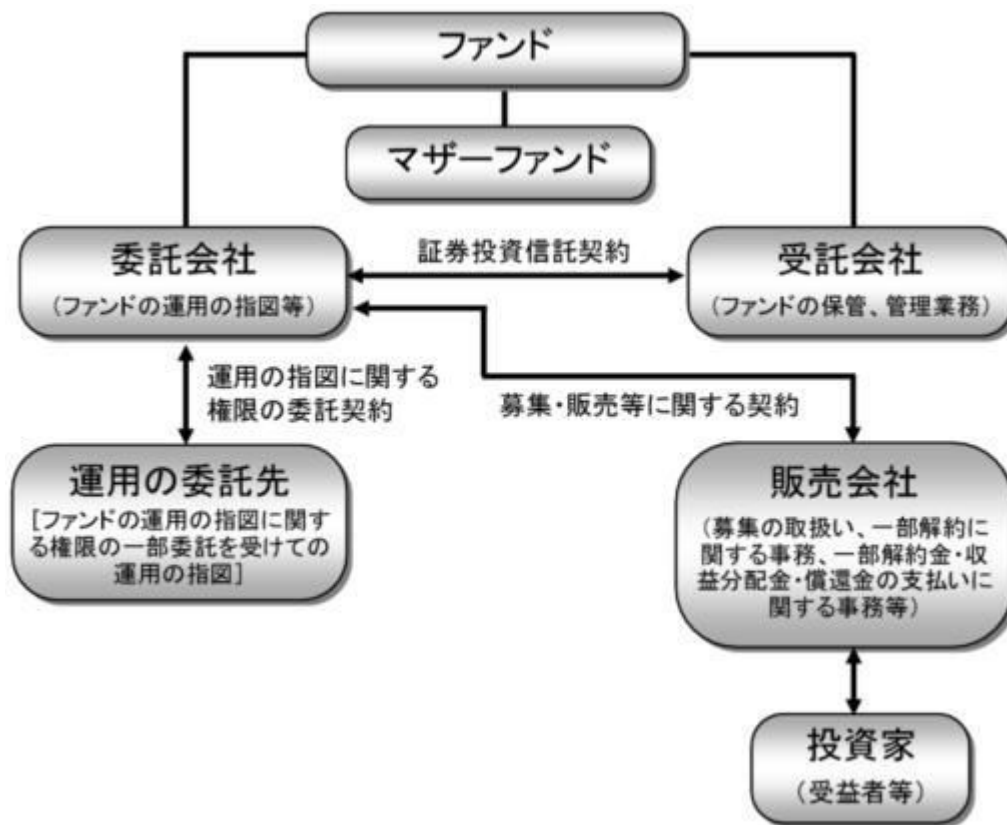 ファンド
マザーファンド
委託会社
(ファンドの運用の指図等)
証券投資信託契約
受託会社
(ファンドの保管、管理業務)
運用の指図に関する
権限の委託契約
募集・販売等に関する契約
運用の委託先
[ファンドの運用の指図に関す
る権限の一部委託を受けての
運用の指図]
販売会社
(募集の取扱い、一部解約に
関する事務、一部解約金・収
益分配金・償還金の支払いに
関する事務等)
投資家
(受益者等)